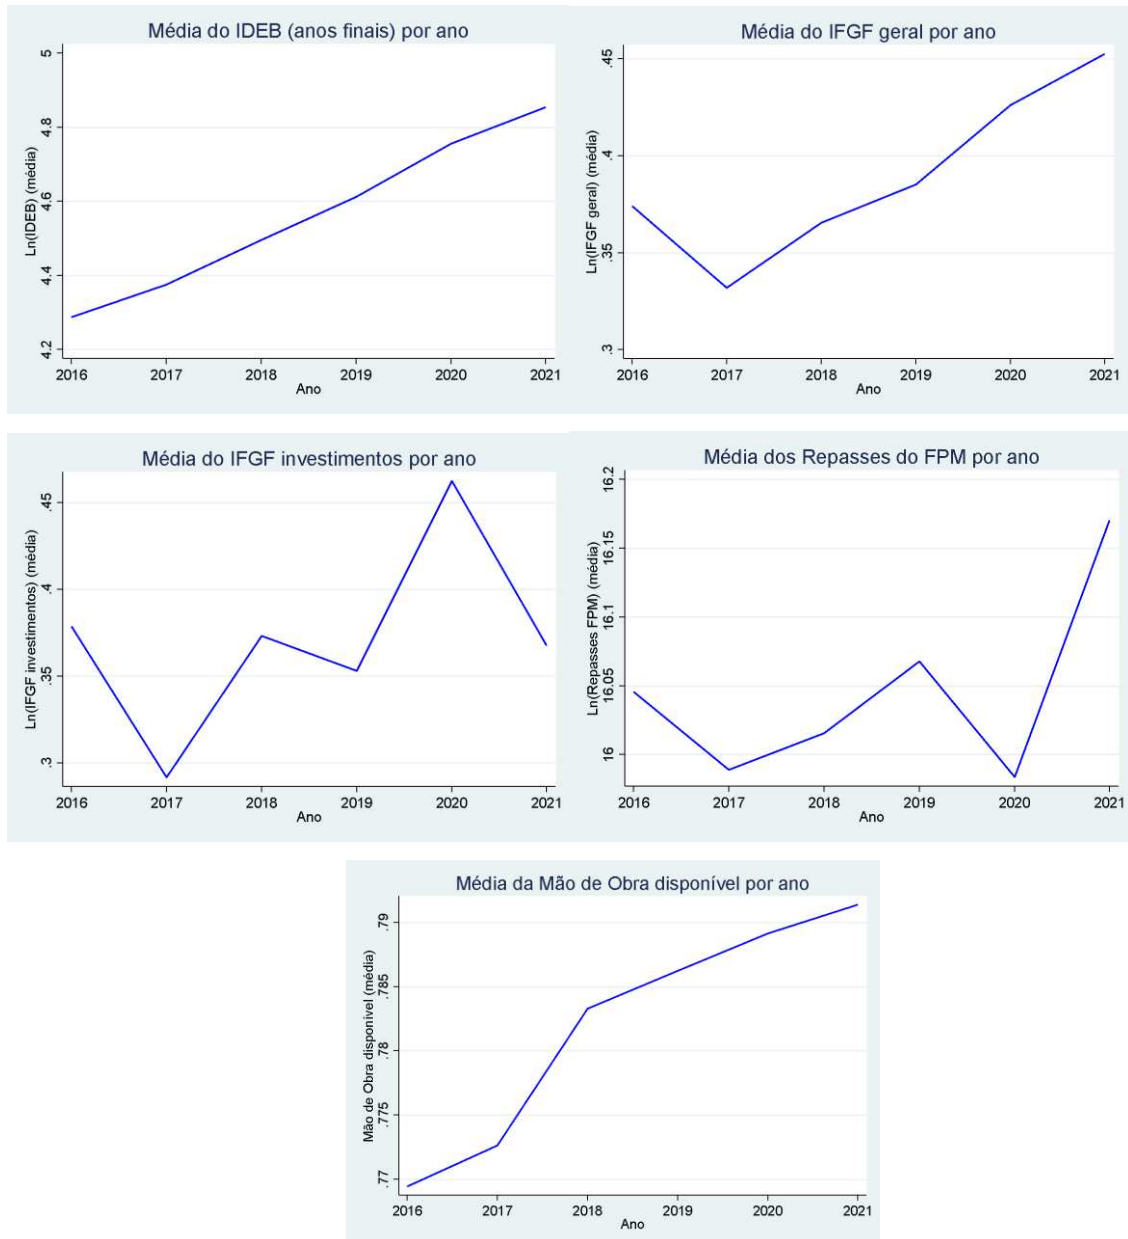 Média do IDEB (anos finais) por ano
Ln(IDEB) (média)
5
4.8
4.6
4.4
4.2
2016 2017 2018 2019 2020 2021
Ano
Média do IFGF geral por ano
Ln(IFGF geral) (média)
.45
.4
.35
.3
2016 2017 2018 2019 2020 2021
Ano
Média do IFGF investimentos por ano
Ln(IFGF investimentos) (média)
.45
.4
.35
.3
2016 2017 2018 2019 2020 2021
Ano
Média dos Repasses do FPM por ano
Ln(Repasses FPM) (média)
16.2
16.15
16.1
16.05
16
2016 2017 2018 2019 2020 2021
Ano
Média da Mão de Obra disponível por ano
Mão de Obra disponível (média)
.79
.785
.78
.775
.77
2016 2017 2018 2019 2020 2021
Ano